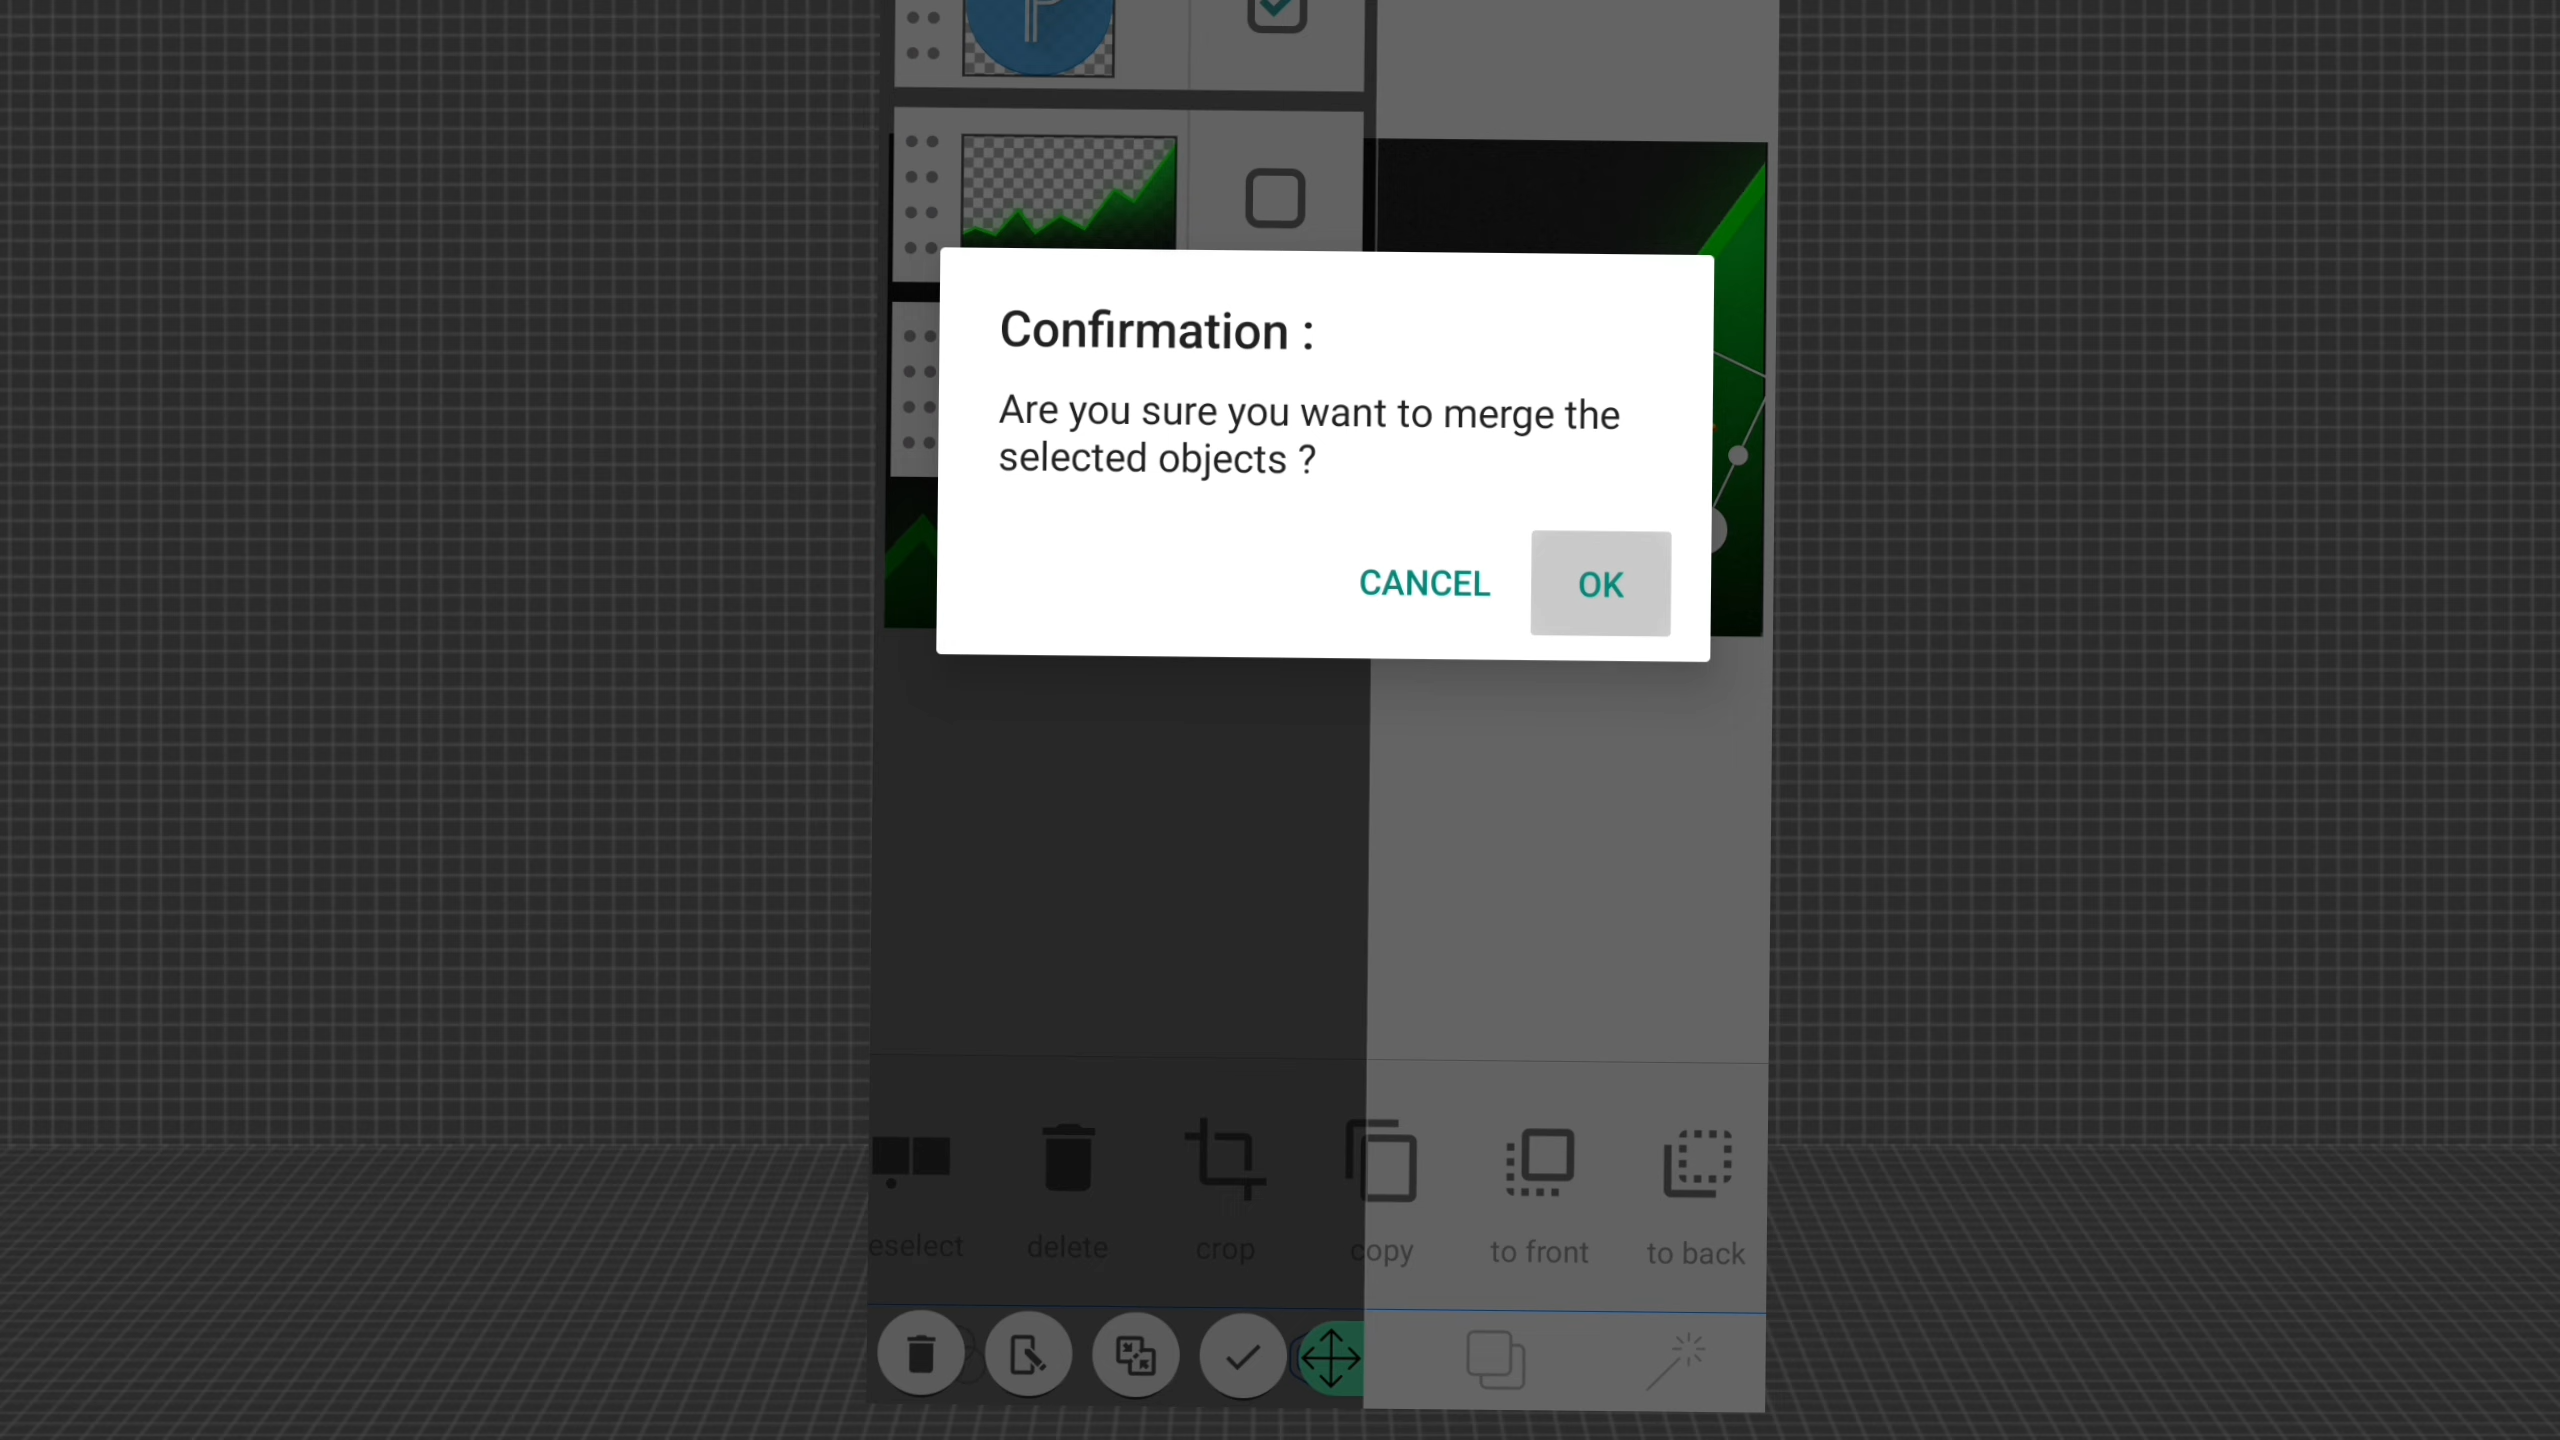 Confirmation :
Are you sure you want to merge the
selected objects ?
CANCEL OK
eselect delete crop copy to front to back